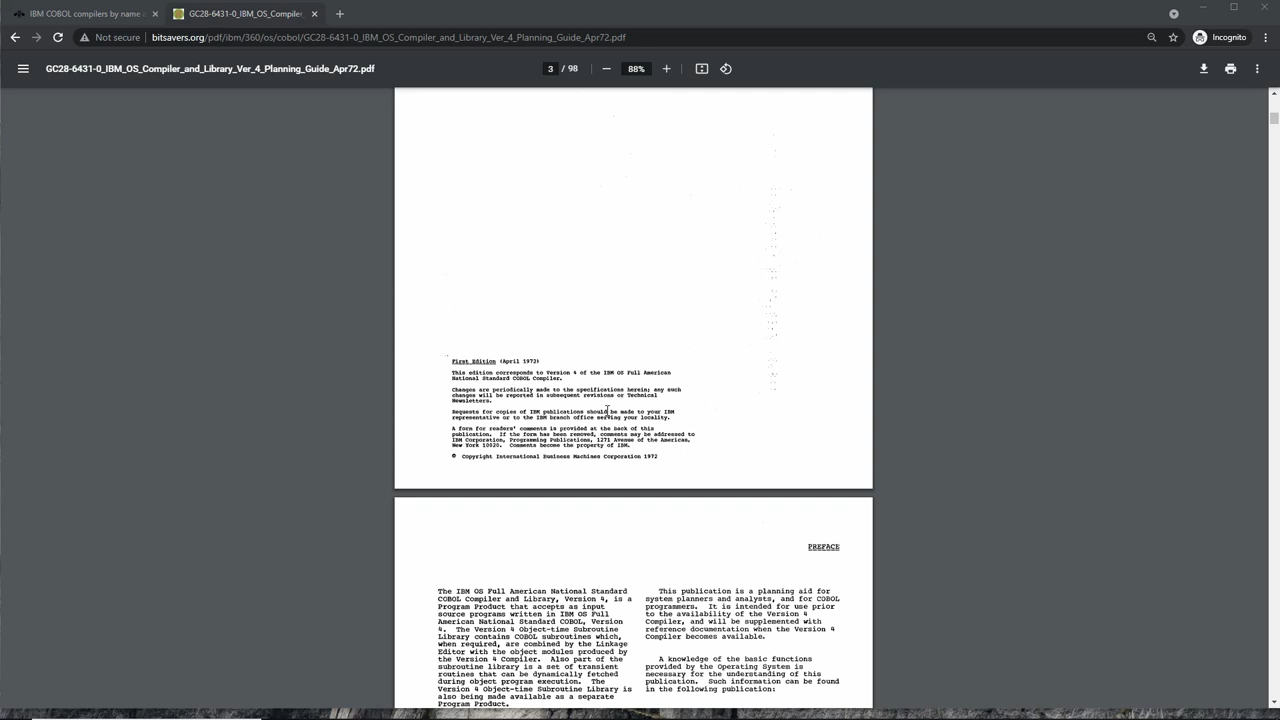 IBM COBOL compilers by name
GC28-6431-0_IBM_OS_Compiler
Not secure
bitsavers.org/pdf/ibm/360/os/cobol/GC28-6431-0_IBM_OS_Compiler_and_Library_Ver_4_Planning_Guide_Apr72.pdf
Incognito
GC28-6431-0_IBM_OS_Compiler_and_Library_Ver_4_Planning_Guide_Apr72.pdf
3 / 98
88%
First Edition (April 1972)
This edition corresponds to Version 4 of the IBM OS Full American
National Standard COBOL Compiler.
Changes are periodically made to the specifications herein; any such
changes will be reported in subsequent revisions or Technical
Newsletters.
Requests for copies of IBM publications should be made to your IBM
representative or to the IBM branch office serving your locality.
A form for readers' comments is provided at the back of this
publication. If the form has been removed, comments may be addressed to
IBM Corporation, Programming Publications, 1271 Avenue of the American,
New York 10020. Comments become the property of IBM.
© Copyright International Business Machines Corporation 1972
PREFACE
The IBM OS Full American National Standard
COBOL Compiler and Library, Version 4, is a
Program Product that accepts as input
source programs written in IBM OS Full
American National Standard COBOL, Version
4. The Version 4 Object-time Subroutine
Library contains COBOL subroutines which,
when required, are combined by the Linkage
Editor with the object modules produced by
the Version 4 Compiler. Also part of the
subroutine library is a set of transient
routines that can be dynamically fetched
during object program execution. The
Version 4 Object-time Subroutine Library is
also being made available as a separate
Program Product.
This publication is a planning aid for
system planners and analysts, and for COBOL
programmers. It is intended for use prior
to the availability of the Version 4
Compiler, and will be supplemented with
reference documentation when the Version 4
Compiler becomes available.
A knowledge of the basic functions
provided by the Operating System is
necessary for the understanding of this
publication. Such information can be found
in the following publication: